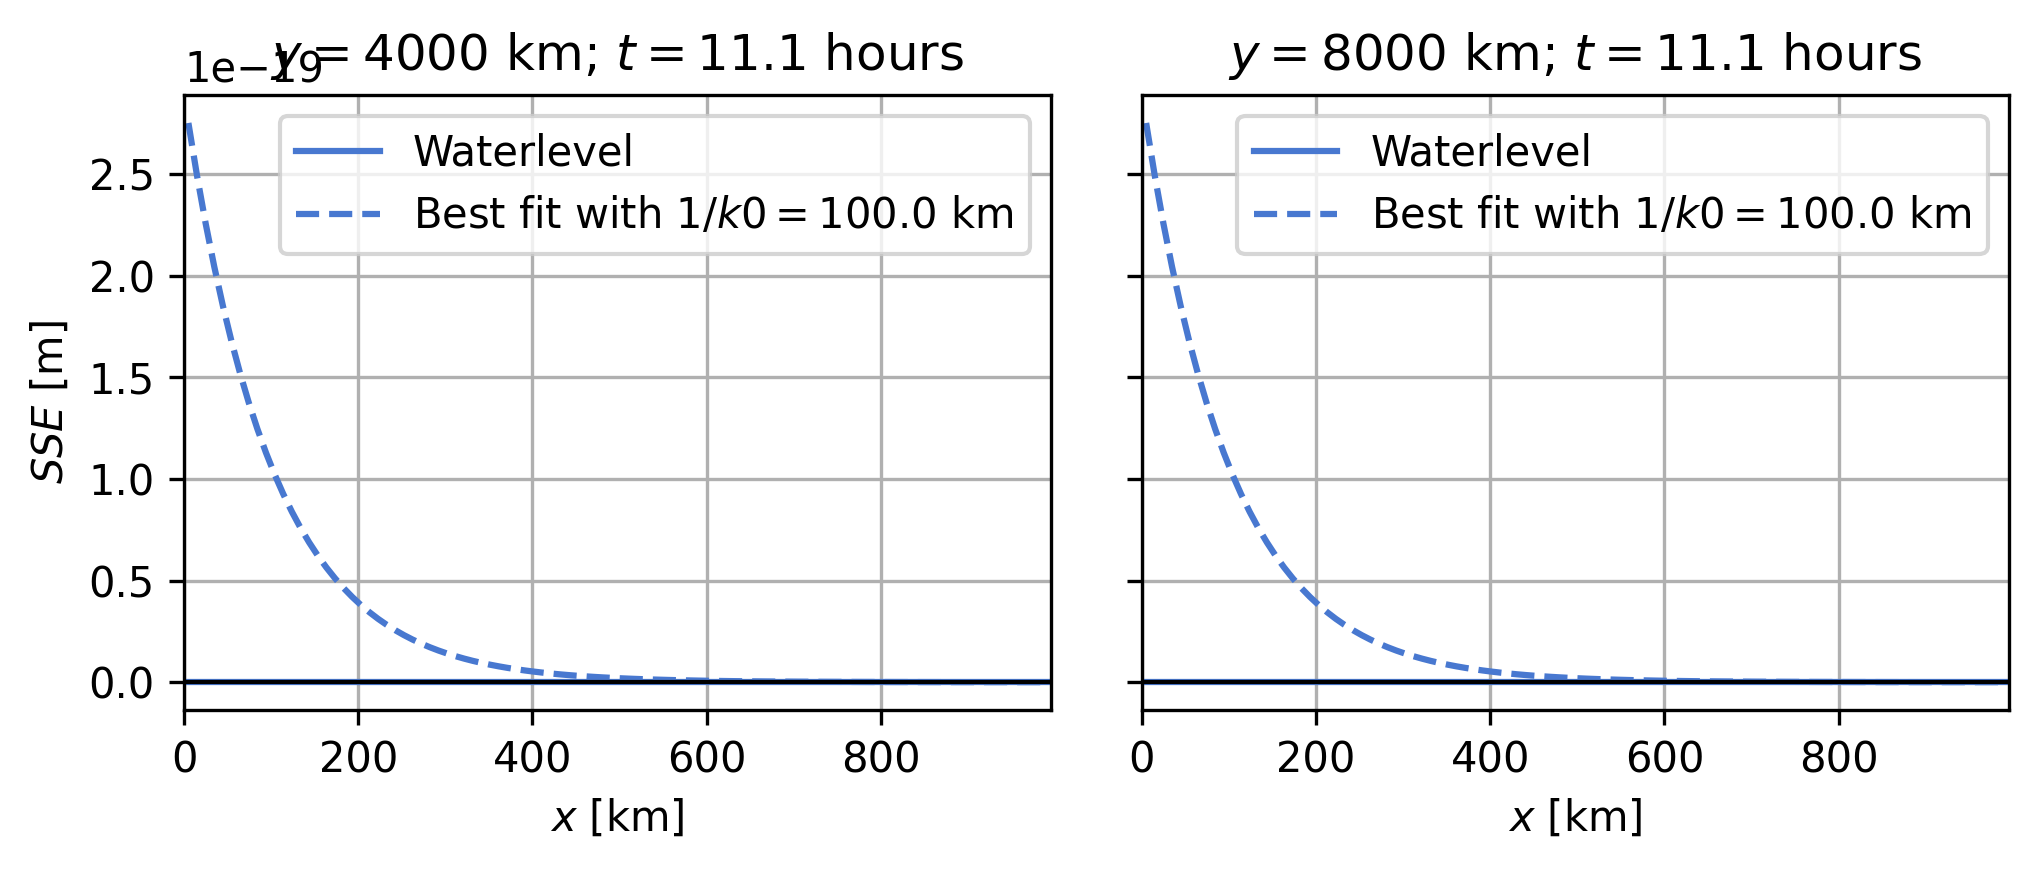 1e−19
y = 4000 km; t = 11.1 hours
y = 8000 km; t = 11.1 hours
Waterlevel
Best fit with 1/k0 = 100.0 km
Waterlevel
Best fit with 1/k0 = 100.0 km
SSE [m]
2.5
2.0
1.5
1.0
0.5
0.0
0 200 400 600 800
0 200 400 600 800
x [km]
x [km]